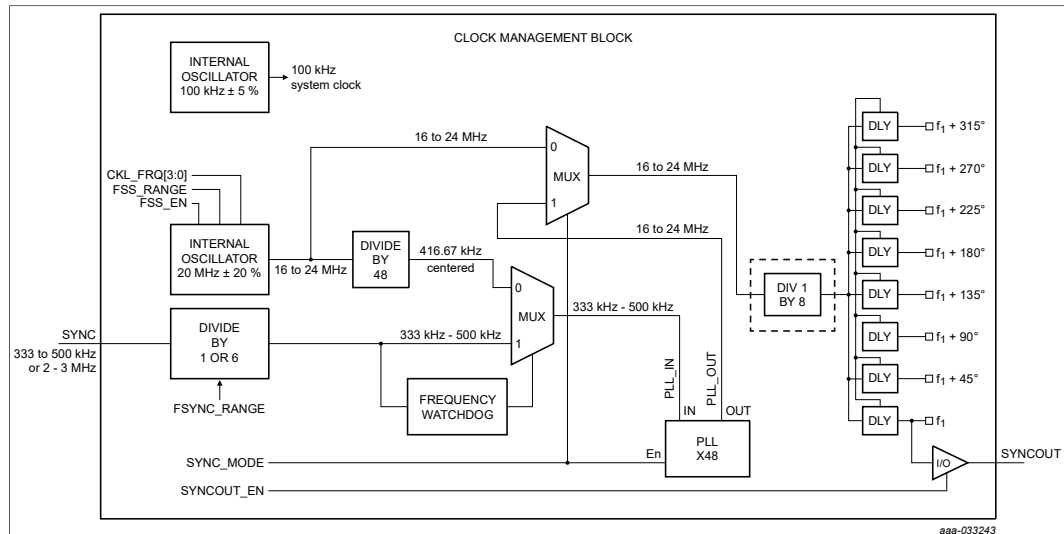 CLOCK MANAGEMENT BLOCK
INTERNAL
OSCILLATOR
100 kHz ± 5 %
100 kHz
system clock
CKL_FRQ[3:0]
FSS_RANGE
FSS_EN
INTERNAL
OSCILLATOR
20 MHz ± 20 %
16 to 24 MHz
16 to 24 MHz
DIVIDE
BY
48
416.67 kHz
centered
0
MUX
1
16 to 24 MHz
16 to 24 MHz
0
MUX
1
333 kHz - 500 kHz
SYNC
333 to 500 kHz
or 2 - 3 MHz
DIVIDE
BY
1 OR 6
FSYNC_RANGE
333 kHz - 500 kHz
FREQUENCY
WATCHDOG
PLL_IN
PLL_OUT
IN
OUT
En
PLL
X48
SYNC_MODE
SYNCOUT_EN
DIV 1
BY 8
DLY
f1 + 315°
DLY
f1 + 270°
DLY
f1 + 225°
DLY
f1 + 180°
DLY
f1 + 135°
DLY
f1 + 90°
DLY
f1 + 45°
DLY
f1
I/O
SYNCOUT
aaa-033243